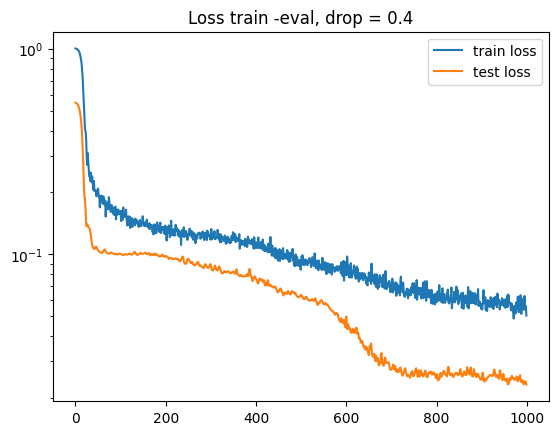 Loss train -eval, drop = 0.4
train loss
test loss
10⁰
10⁻¹
0 200 400 600 800 1000